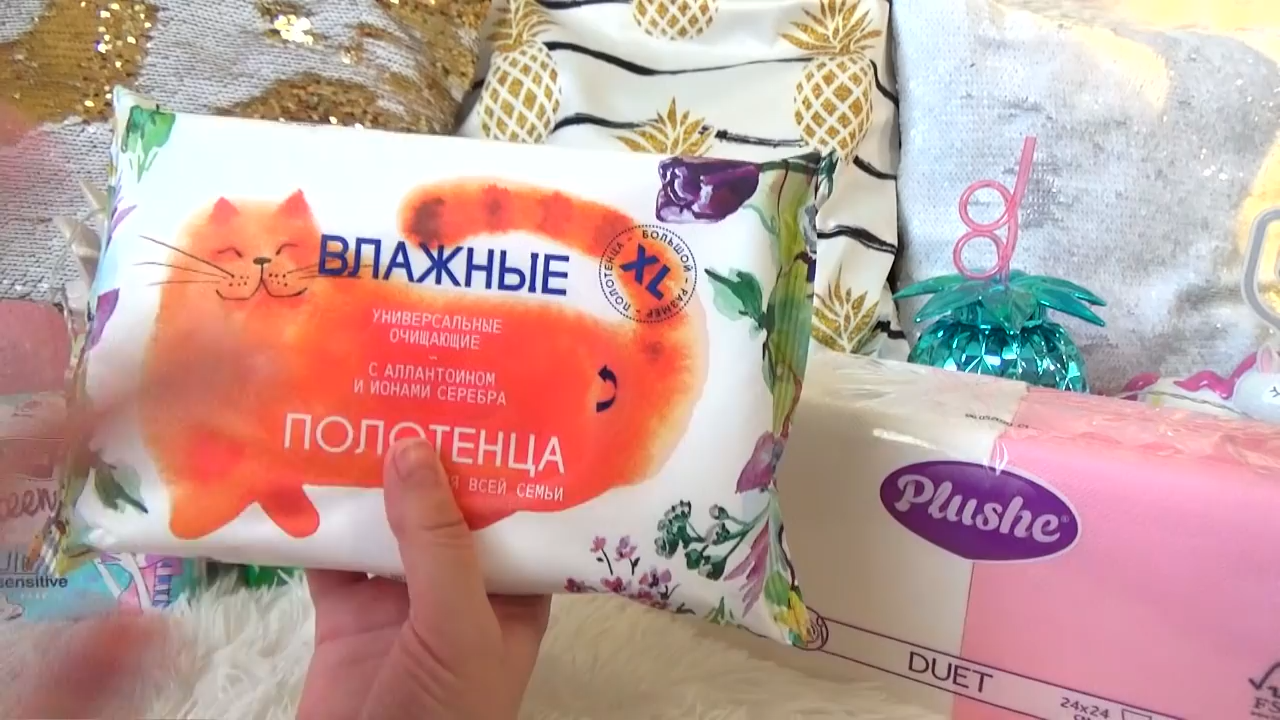 ВЛАЖНЫЕ
ПОЛОТЕНЦА - БОЛЬШОЙ - РАЗМЕР -
XL
УНИВЕРСАЛЬНЫЕ
ОЧИЩАЮЩИЕ
С АЛЛАНТОИНОМ
И ИОНАМИ СЕРЕБРА
ПОЛОТЕНЦА
ВСЕЙ СЕМЬИ
Plushe®
DUET
24x24
sensitive